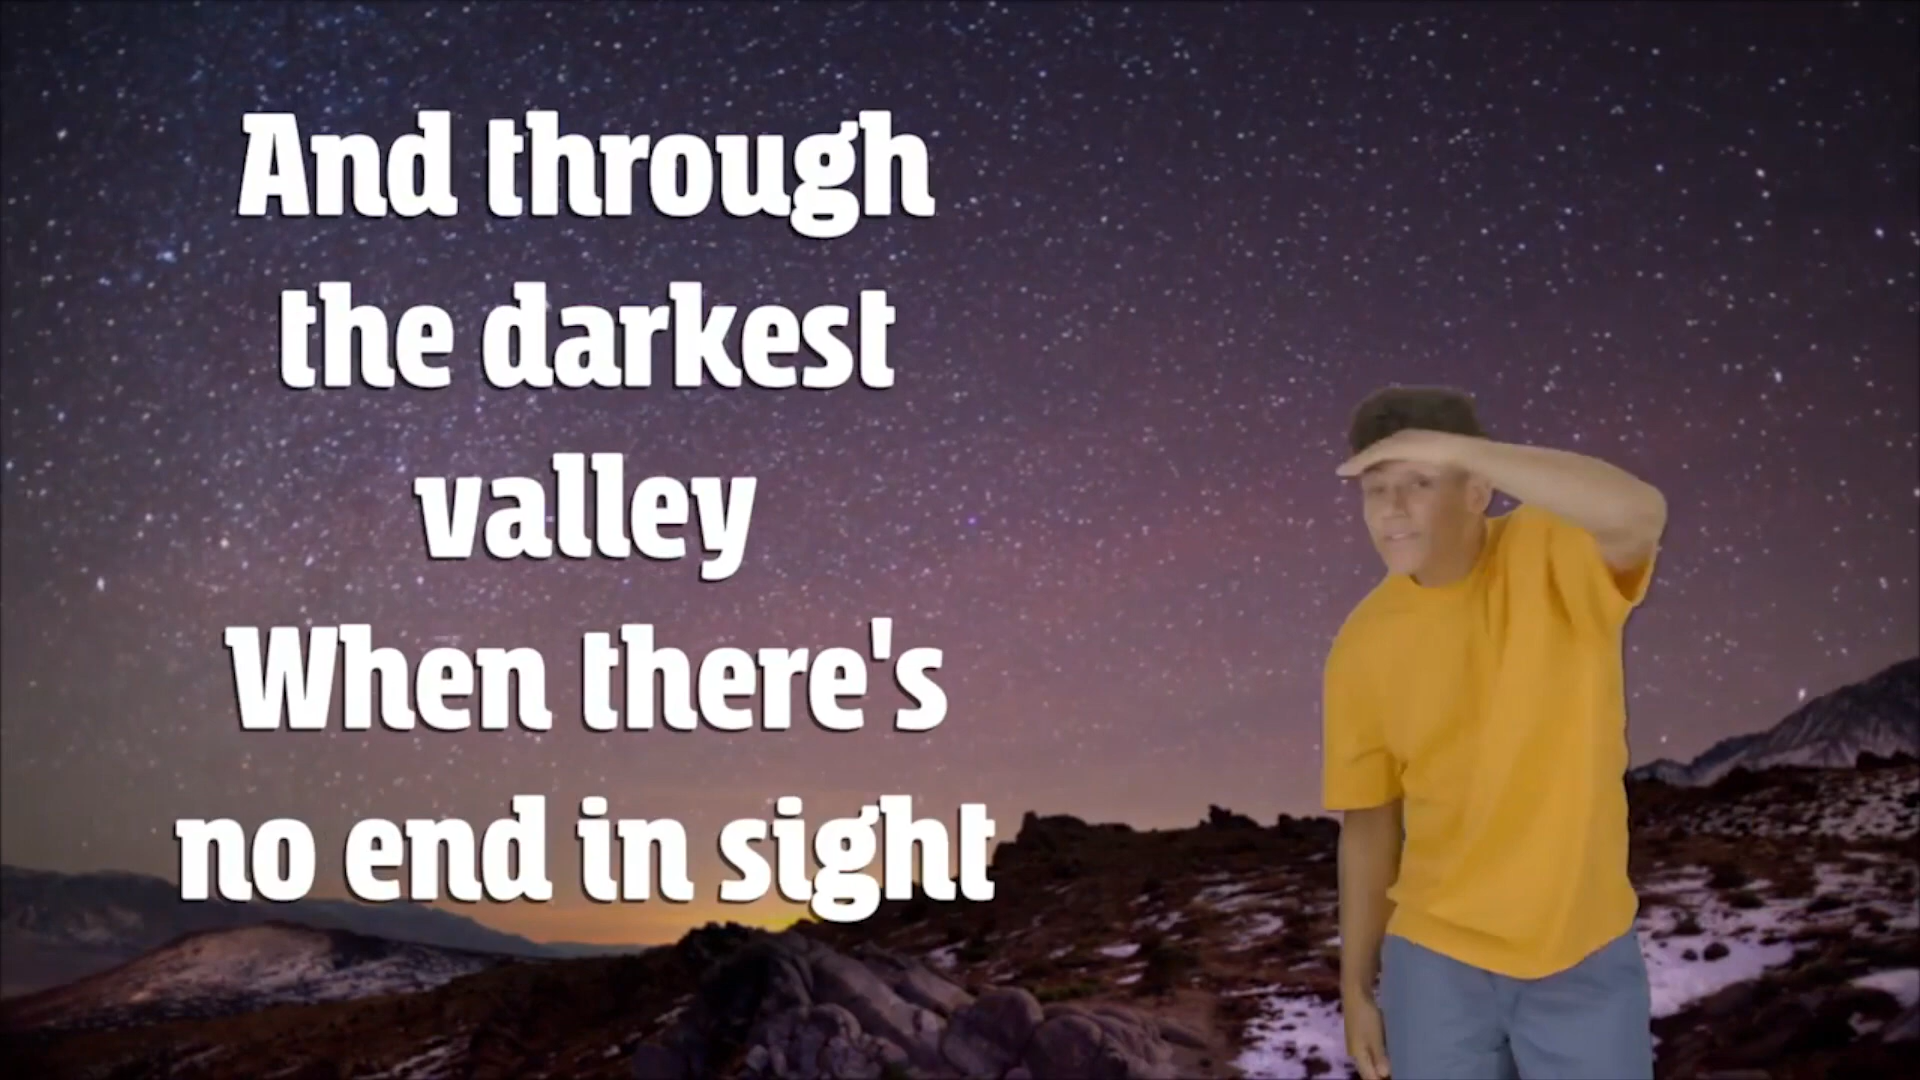 And through
the darkest
valley
When there's
no end in sight